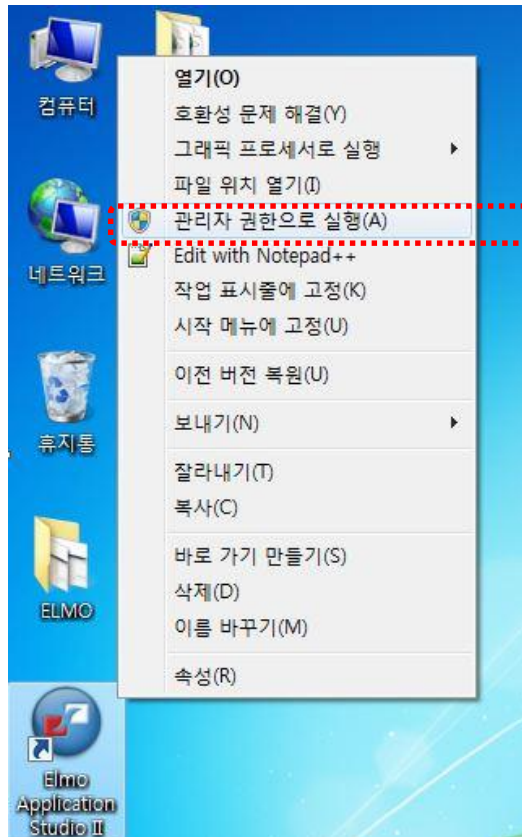 컴퓨터
네트워크
휴지통
ELMO
Elmo
Application
Studio II
열기(O)
호환성 문제 해결(Y)
그래픽 프로세서로 실행
파일 위치 열기(I)
관리자 권한으로 실행(A)
Edit with Notepad++
작업 표시줄에 고정(K)
시작 메뉴에 고정(U)
이전 버전 복원(U)
보내기(N)
잘라내기(T)
복사(C)
바로 가기 만들기(S)
삭제(D)
이름 바꾸기(M)
속성(R)